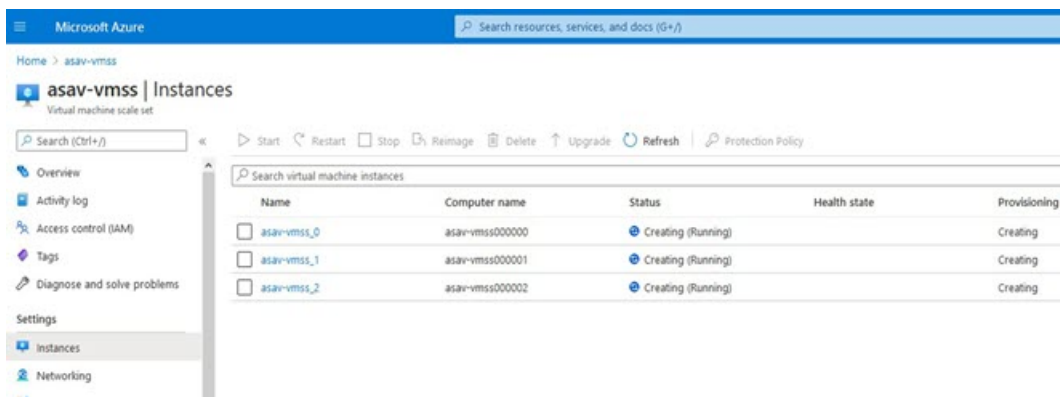 Microsoft Azure
Search resources, services, and docs (G+/)
Home > asav-vmss
asav-vmss | Instances
Virtual machine scale set
Search (Ctrl+/)
«
Start Restart Stop Reimage Delete Upgrade Refresh Protection Policy
Overview
Activity log
Access control (IAM)
Tags
Diagnose and solve problems
Settings
Instances
Networking
Search virtual machine instances
Name Computer name Status Health state Provisioning
asav-vmss_0 asav-vmss000000 Creating (Running) Creating
asav-vmss_1 asav-vmss000001 Creating (Running) Creating
asav-vmss_2 asav-vmss000002 Creating (Running) Creating